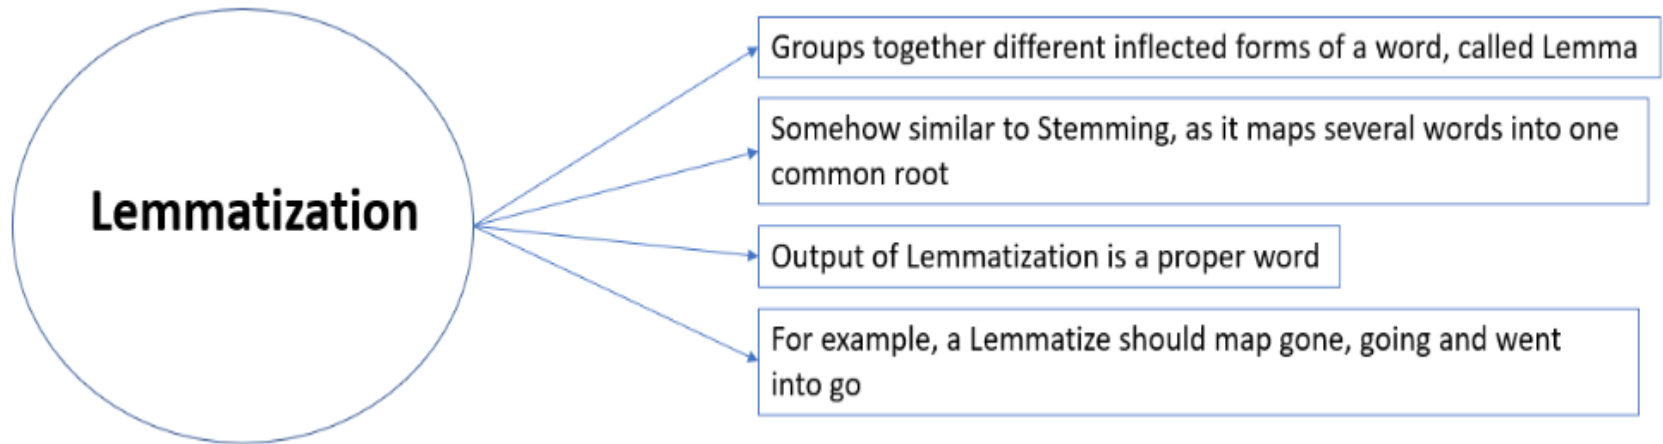 Lemmatization
Groups together different inflected forms of a word, called Lemma
Somehow similar to Stemming, as it maps several words into one
common root
Output of Lemmatization is a proper word
For example, a Lemmatize should map gone, going and went
into go